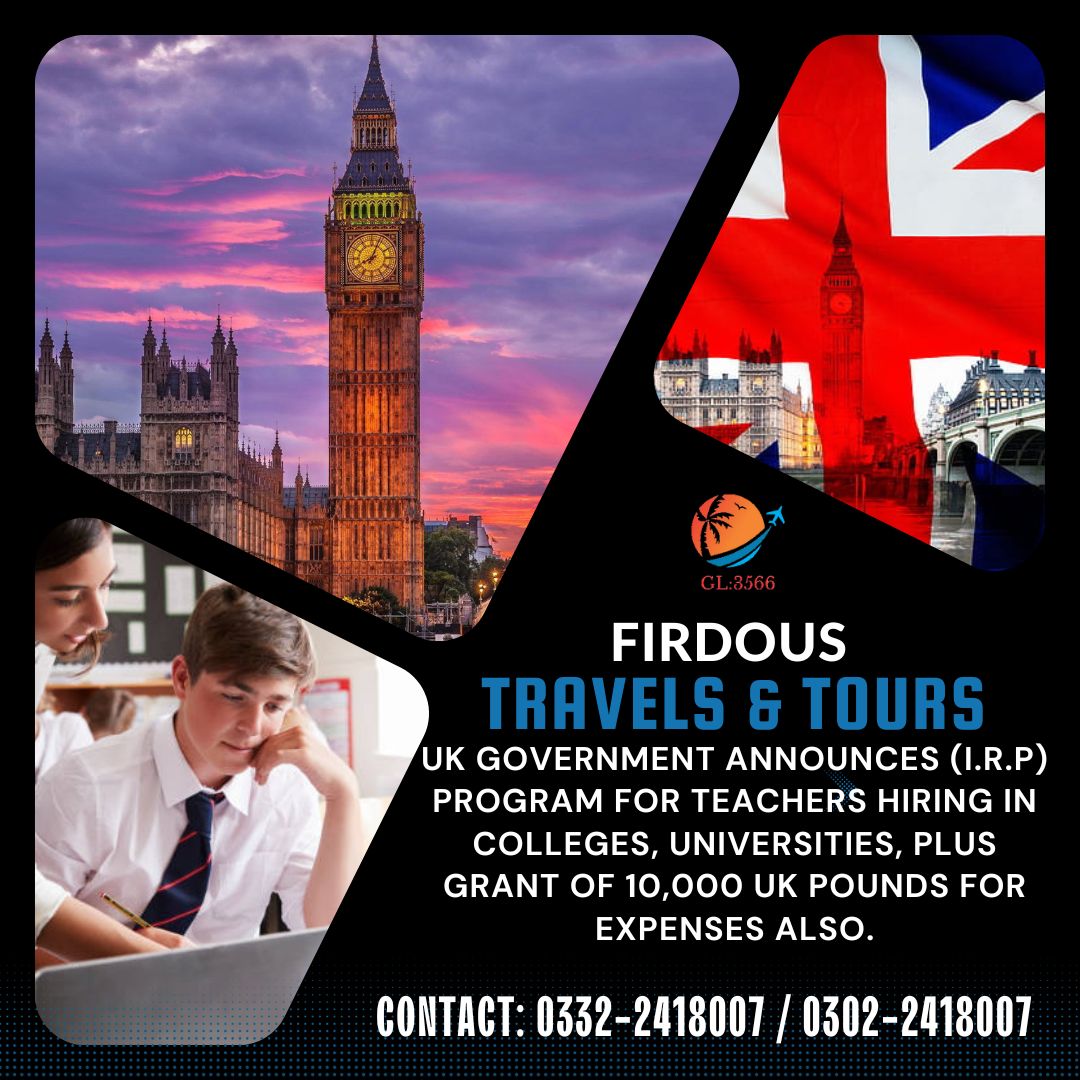 GL:3566
FIRDOUS
TRAVELS & TOURS
UK GOVERNMENT ANNOUNCES (I.R.P)
PROGRAM FOR TEACHERS HIRING IN
COLLEGES, UNIVERSITIES, PLUS
GRANT OF 10,000 UK POUNDS FOR
EXPENSES ALSO.
CONTACT: 0332-2418007 / 0302-2418007